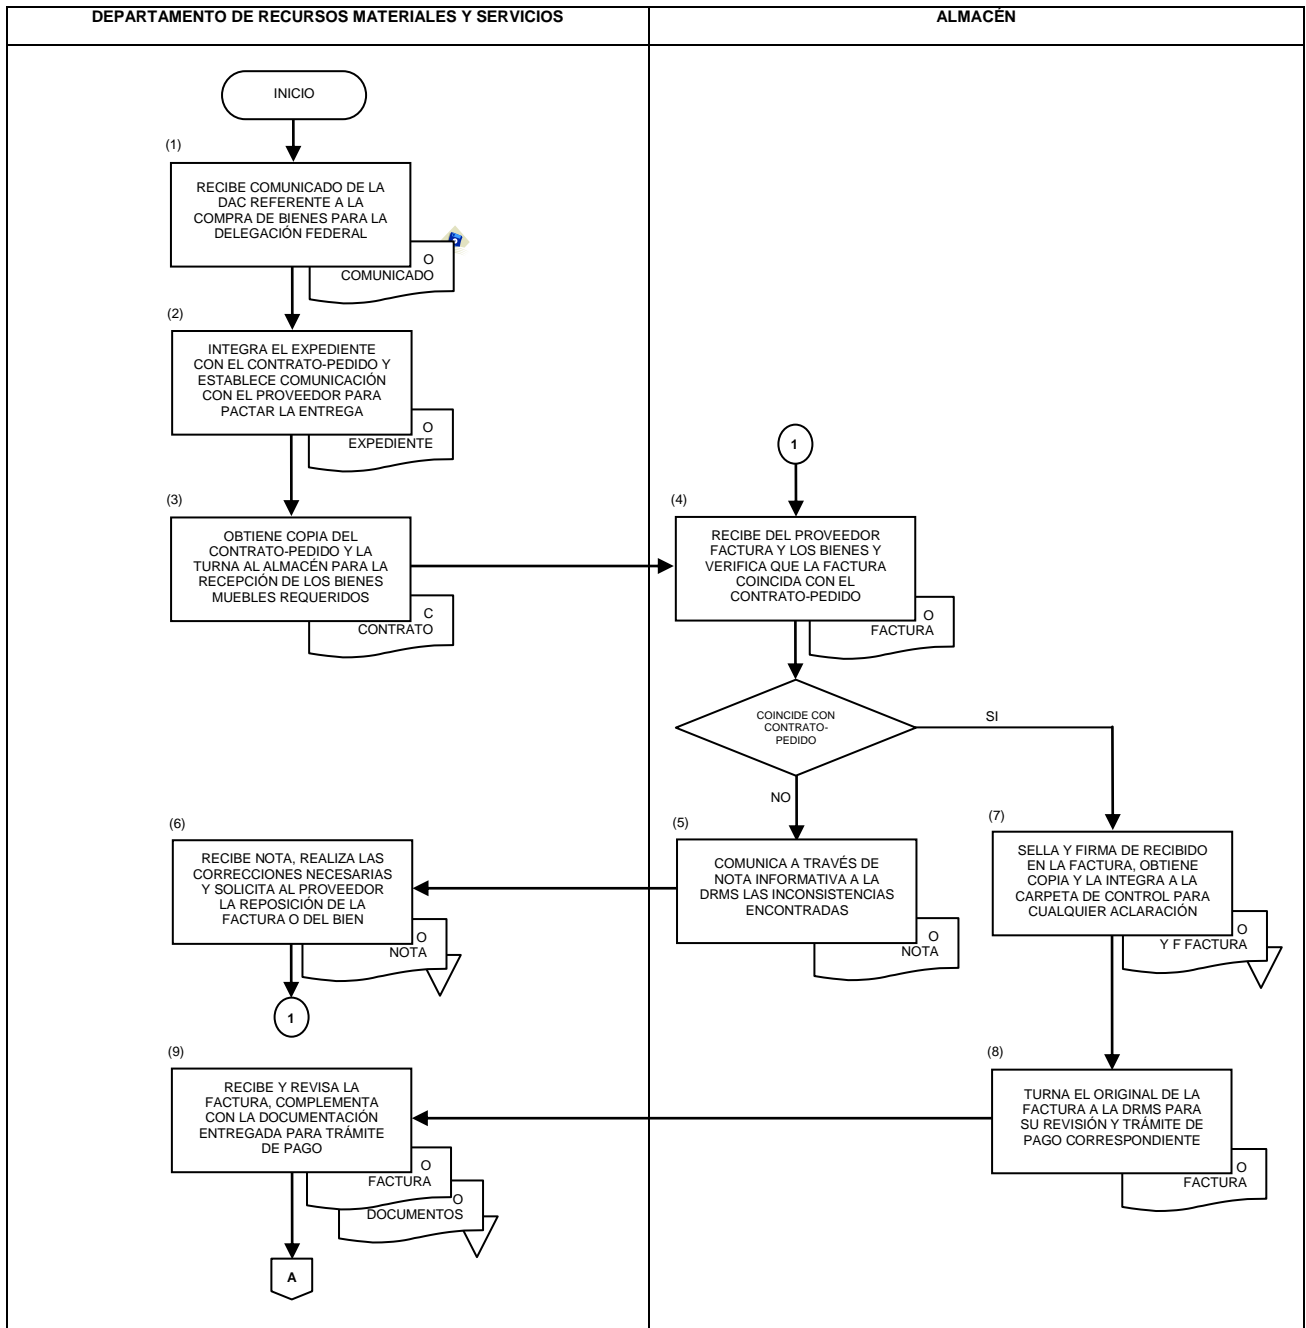 DEPARTAMENTO DE RECURSOS MATERIALES Y SERVICIOS
ALMACÉN
INICIO
(1)
RECIBE COMUNICADO DE LA
DAC REFERENTE A LA
COMPRA DE BIENES PARA LA
DELEGACIÓN FEDERAL
O
COMUNICADO
(2)
INTEGRA EL EXPEDIENTE
CON EL CONTRATO-PEDIDO Y
ESTABLECE COMUNICACIÓN
CON EL PROVEEDOR PARA
PACTAR LA ENTREGA
O
EXPEDIENTE
(3)
OBTIENE COPIA DEL
CONTRATO-PEDIDO Y LA
TURNA AL ALMACÉN PARA LA
RECEPCIÓN DE LOS BIENES
MUEBLES REQUERIDOS
C
CONTRATO
1
(4)
RECIBE DEL PROVEEDOR
FACTURA Y LOS BIENES Y
VERIFICA QUE LA FACTURA
COINCIDA CON EL
CONTRATO-PEDIDO
O
FACTURA
COINCIDE CON
CONTRATO-
PEDIDO
SI
NO
(5)
COMUNICA A TRAVÉS DE
NOTA INFORMATIVA A LA
DRMS LAS INCONSISTENCIAS
ENCONTRADAS
O
NOTA
(6)
RECIBE NOTA, REALIZA LAS
CORRECCIONES NECESARIAS
Y SOLICITA AL PROVEEDOR
LA REPOSICIÓN DE LA
FACTURA O DEL BIEN
O
NOTA
1
(7)
SELLA Y FIRMA DE RECIBIDO
EN LA FACTURA, OBTIENE
COPIA Y LA INTEGRA A LA
CARPETA DE CONTROL PARA
CUALQUIER ACLARACIÓN
O
Y F FACTURA
(8)
TURNA EL ORIGINAL DE LA
FACTURA A LA DRMS PARA
SU REVISIÓN Y TRÁMITE DE
PAGO CORRESPONDIENTE
O
FACTURA
(9)
RECIBE Y REVISA LA
FACTURA, COMPLEMENTA
CON LA DOCUMENTACIÓN
ENTREGADA PARA TRÁMITE
DE PAGO
O
FACTURA
O
DOCUMENTOS
A